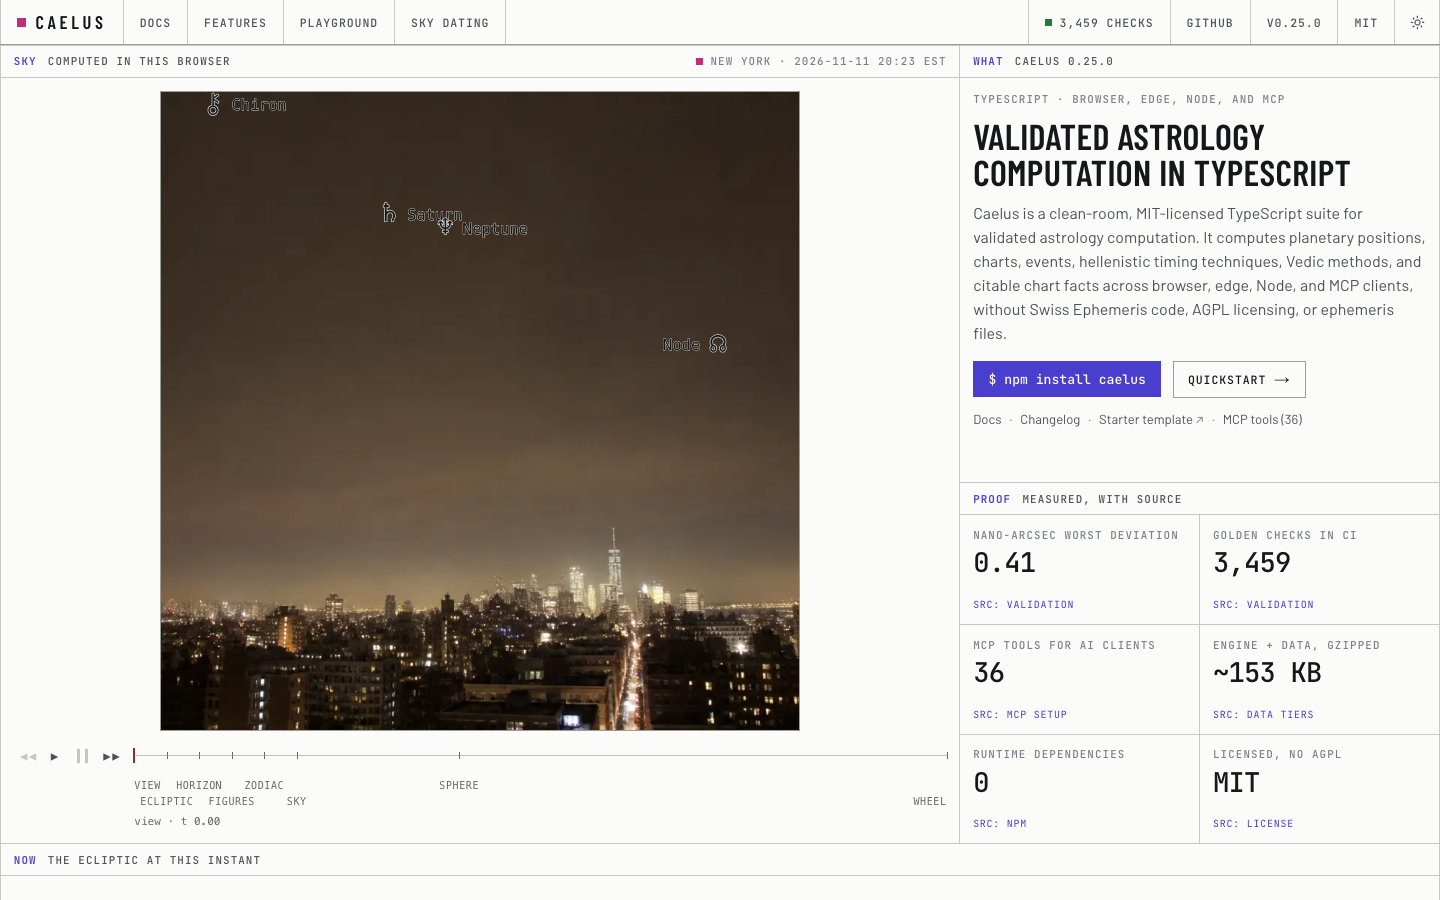 CAELUS
DOCS
FEATURES
PLAYGROUND
SKY DATING
3,459 CHECKS
GITHUB
V0.25.0
MIT
SKY COMPUTED IN THIS BROWSER
NEW YORK · 2026-11-11 20:23 EST
Chiron
Saturn
Neptune
Node
VIEW HORIZON ZODIAC SPHERE
ECLIPTIC FIGURES SKY WHEEL
view · t 0.00
WHAT CAELUS 0.25.0
TYPESCRIPT · BROWSER, EDGE, NODE, AND MCP
VALIDATED ASTROLOGY
COMPUTATION IN TYPESCRIPT
Caelus is a clean-room, MIT-licensed TypeScript suite for
validated astrology computation. It computes planetary positions,
charts, events, hellenistic timing techniques, Vedic methods, and
citable chart facts across browser, edge, Node, and MCP clients,
without Swiss Ephemeris code, AGPL licensing, or ephemeris
files.
$ npm install caelus
QUICKSTART →
Docs · Changelog · Starter template ↗ · MCP tools (36)
PROOF MEASURED, WITH SOURCE
NANO-ARCSEC WORST DEVIATION
0.41
SRC: VALIDATION
GOLDEN CHECKS IN CI
3,459
SRC: VALIDATION
MCP TOOLS FOR AI CLIENTS
36
SRC: MCP SETUP
ENGINE + DATA, GZIPPED
~153 KB
SRC: DATA TIERS
RUNTIME DEPENDENCIES
0
SRC: NPM
LICENSED, NO AGPL
MIT
SRC: LICENSE
NOW THE ECLIPTIC AT THIS INSTANT